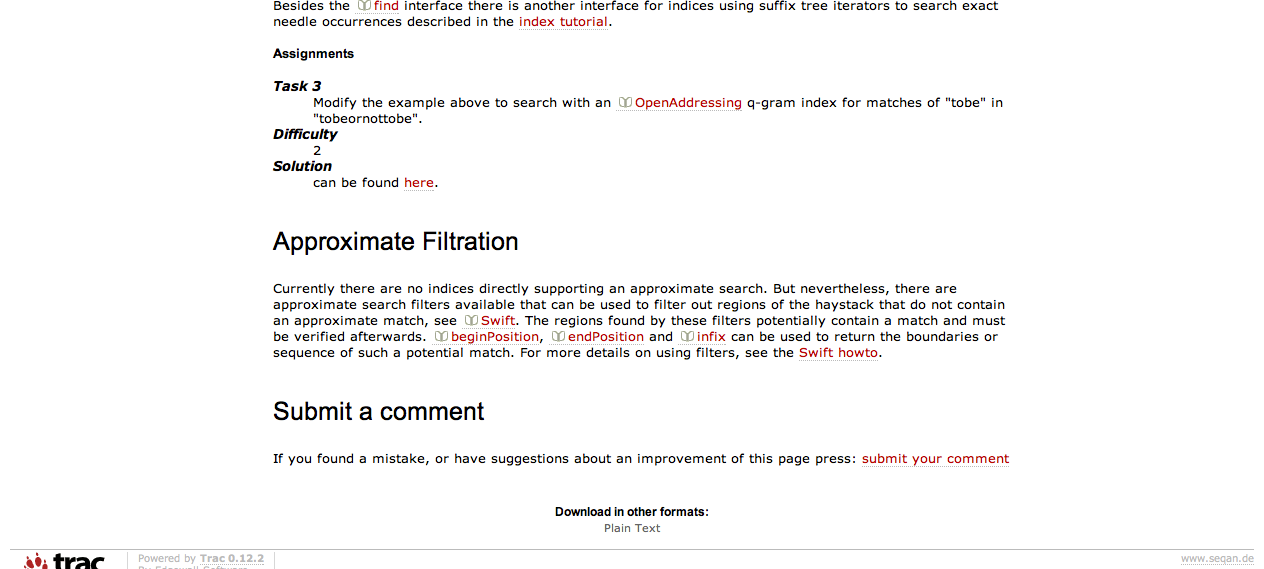 Besides the find interface there is another interface for indices using suffix tree iterators to search exact
needle occurrences described in the index tutorial.
Assignments
Task 3
Modify the example above to search with an OpenAddressing q-gram index for matches of "tobe" in
"tobeornottobe".
Difficulty
2
Solution
can be found here.
Approximate Filtration
Currently there are no indices directly supporting an approximate search. But nevertheless, there are
approximate search filters available that can be used to filter out regions of the haystack that do not contain
an approximate match, see Swift. The regions found by these filters potentially contain a match and must
be verified afterwards. beginPosition, endPosition and infix can be used to return the boundaries or
sequence of such a potential match. For more details on using filters, see the Swift howto.
Submit a comment
If you found a mistake, or have suggestions about an improvement of this page press: submit your comment
Download in other formats:
Plain Text
trac
Powered by Trac 0.12.2
www.seqan.de